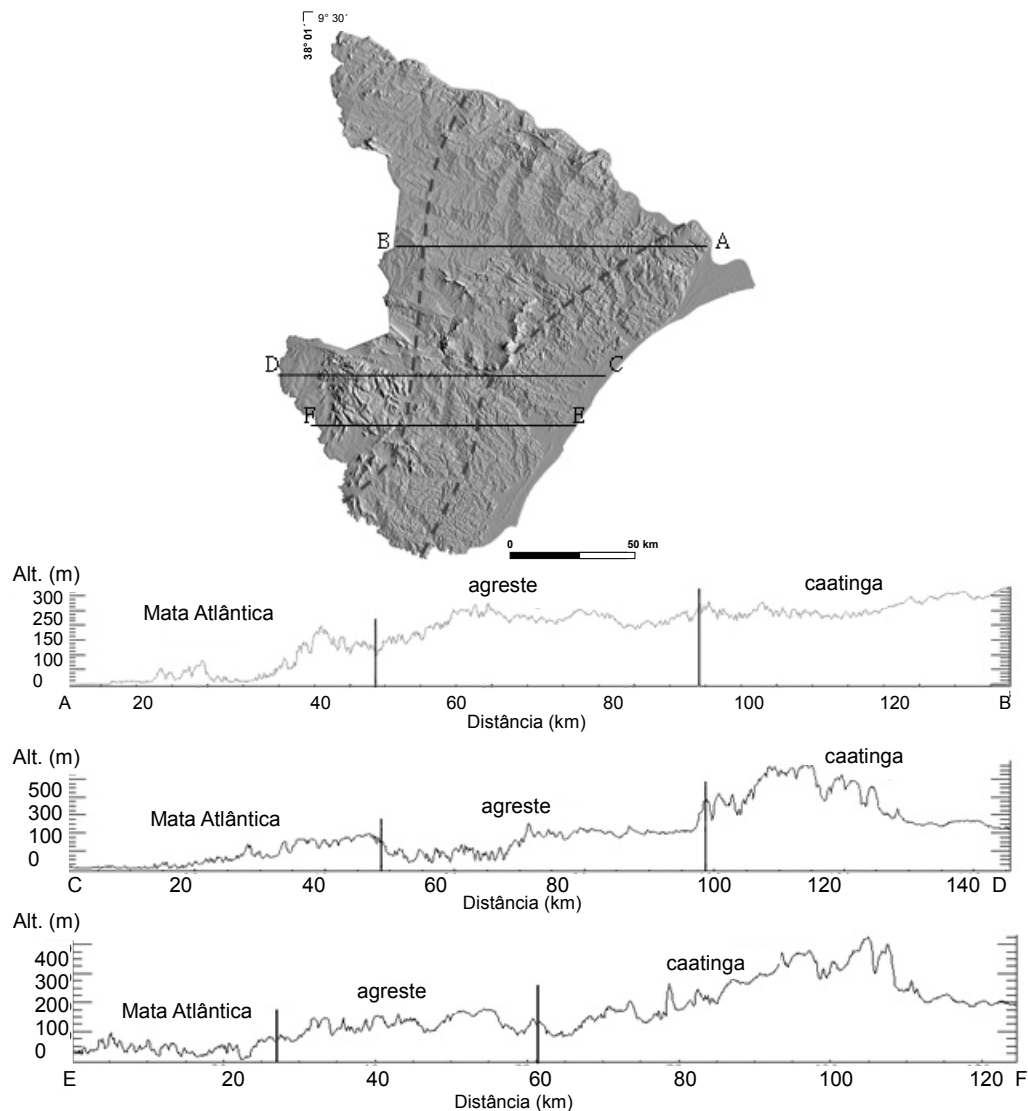 9° 30´
38° 01´
B A
D C
F E
0 50 km
Alt. (m)
agreste caatinga
Mata Atlântica
300
250
150
100
0
A 20 40 60 80 100 120 B
Distância (km)
Alt. (m)
caatinga
500
300
100
0
Mata Atlântica agreste
C 20 40 60 80 100 120 140 D
Distância (km)
Alt. (m)
400
300
200
100
0
caatinga
agreste
Mata Atlântica
E 20 40 60 80 100 120 F
Distância (km)